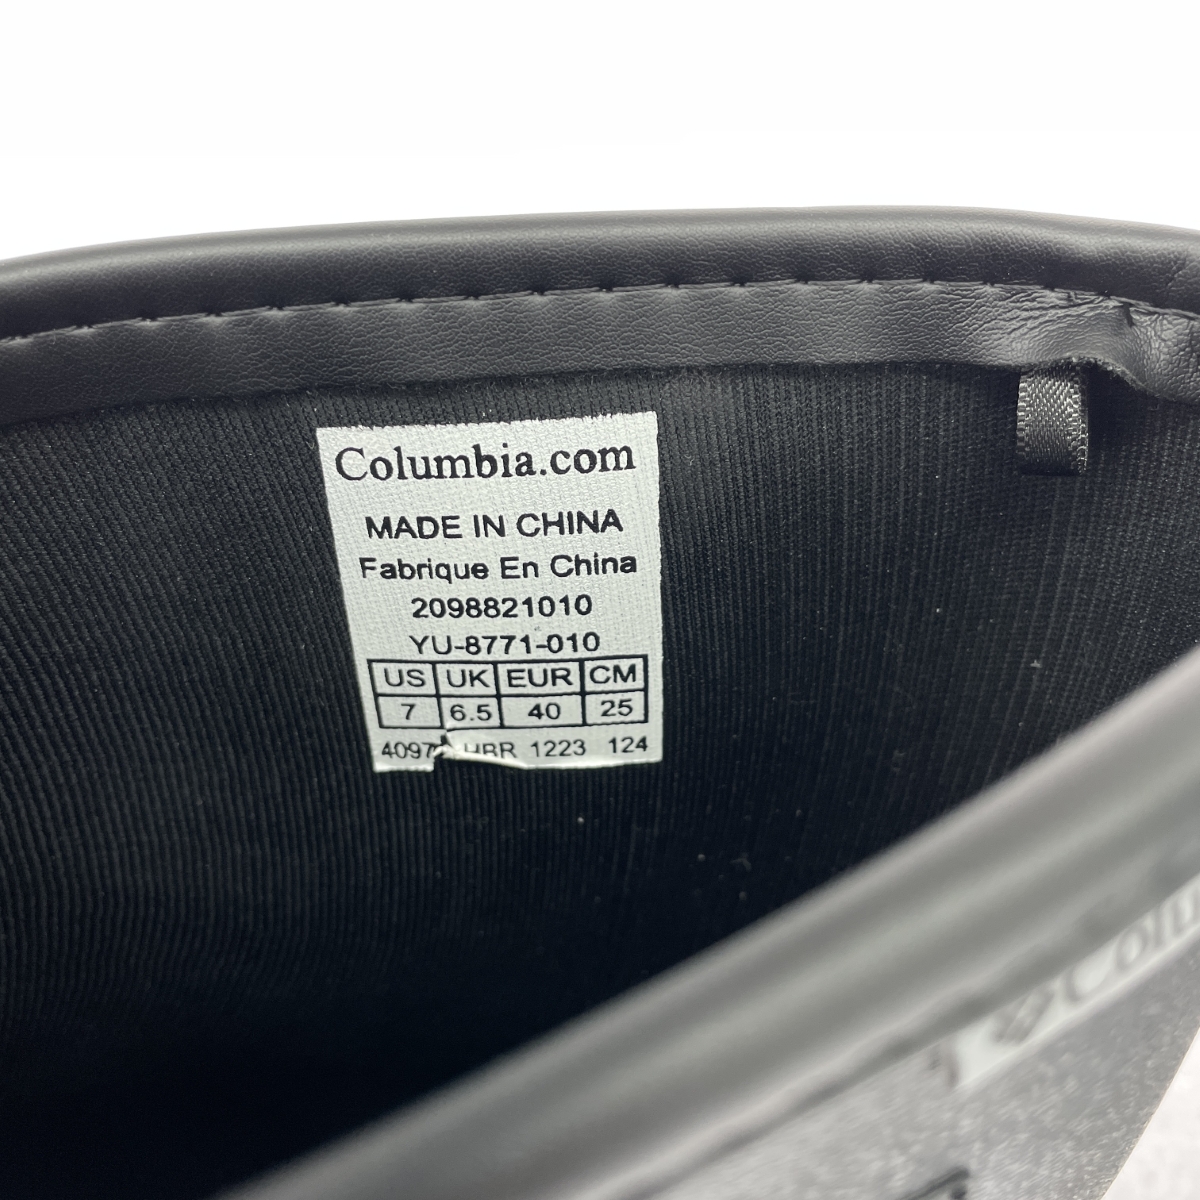 Columbia.com
MADE IN CHINA
Fabrique En China
2098821010
YU-8771-010
US UK EUR CM
7 6.5 40 25
1223 124